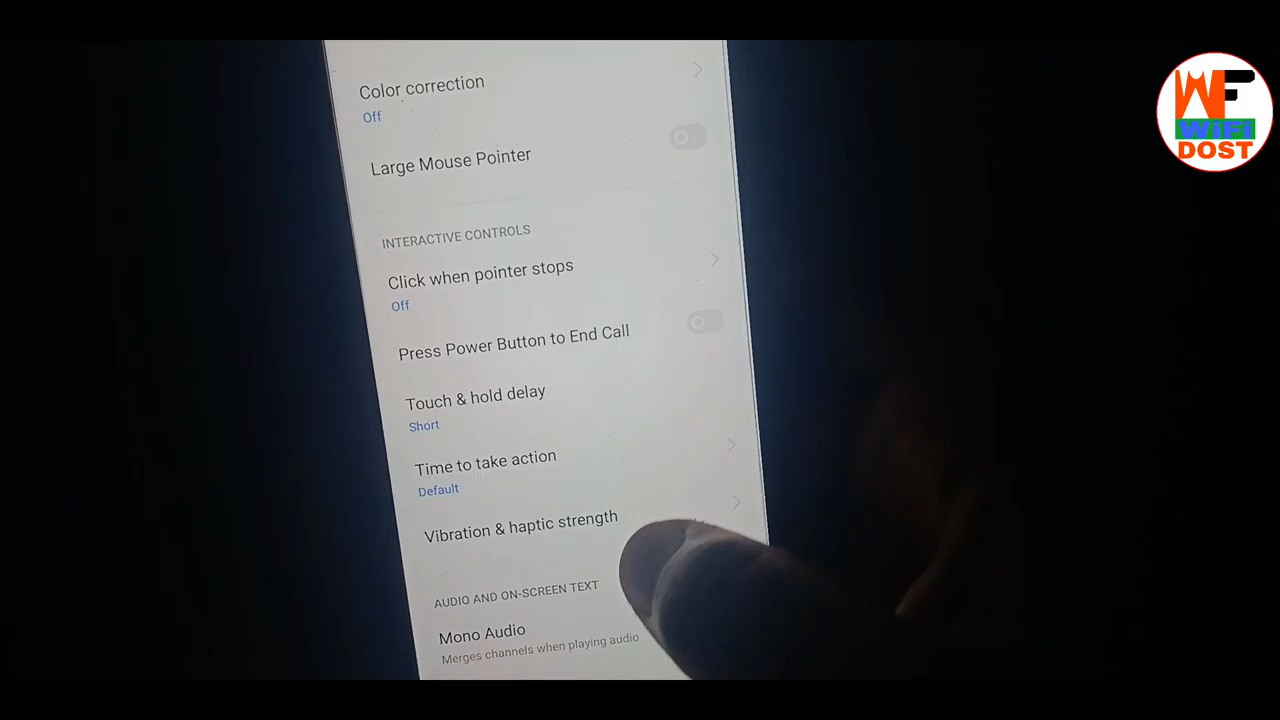 Color correction
Off
Large Mouse Pointer
INTERACTIVE CONTROLS
Click when pointer stops
Off
Press Power Button to End Call
Touch & hold delay
Short
Time to take action
Default
Vibration & haptic strength
AUDIO AND ON-SCREEN TEXT
Mono Audio
Merges channels when playing audio
WF
WiFi
DOST